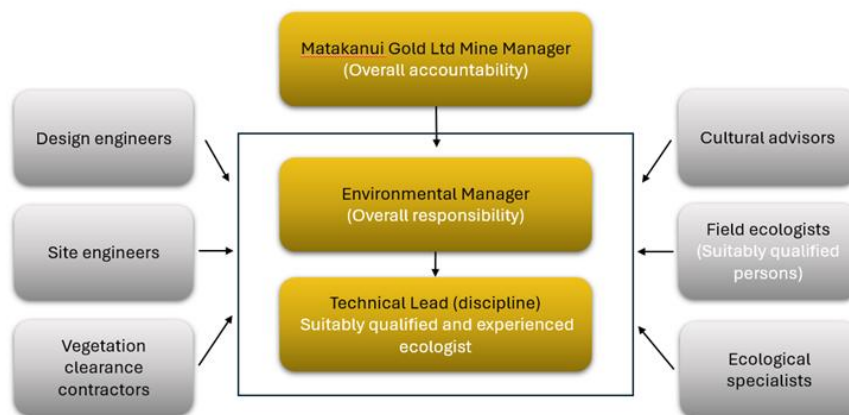 Matakanui Gold Ltd Mine Manager
(Overall accountability)
Design engineers
Cultural advisors
Environmental Manager
(Overall responsibility)
Site engineers
Field ecologists
(Suitably qualified
persons)
Technical Lead (discipline)
Suitably qualified and experienced
ecologist
Vegetation
clearance
contractors
Ecological
specialists